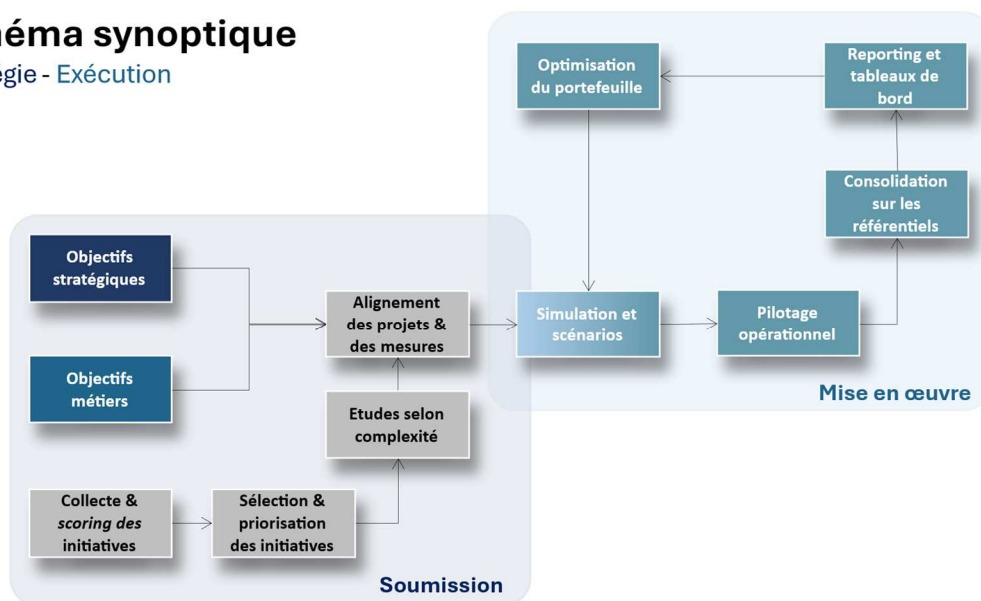 éma synoptique
égie - Exécution
Optimisation
du portefeuille
Reporting et
tableaux de
bord
Consolidation
sur les
référentiels
Objectifs
stratégiques
Alignement
des projets &
des mesures
Simulation et
scénarios
Pilotage
opérationnel
Objectifs
métiers
Mise en œuvre
Etudes selon
complexité
Collecte &
scoring des
initiatives
Sélection &
priorisation
des initiatives
Soumission